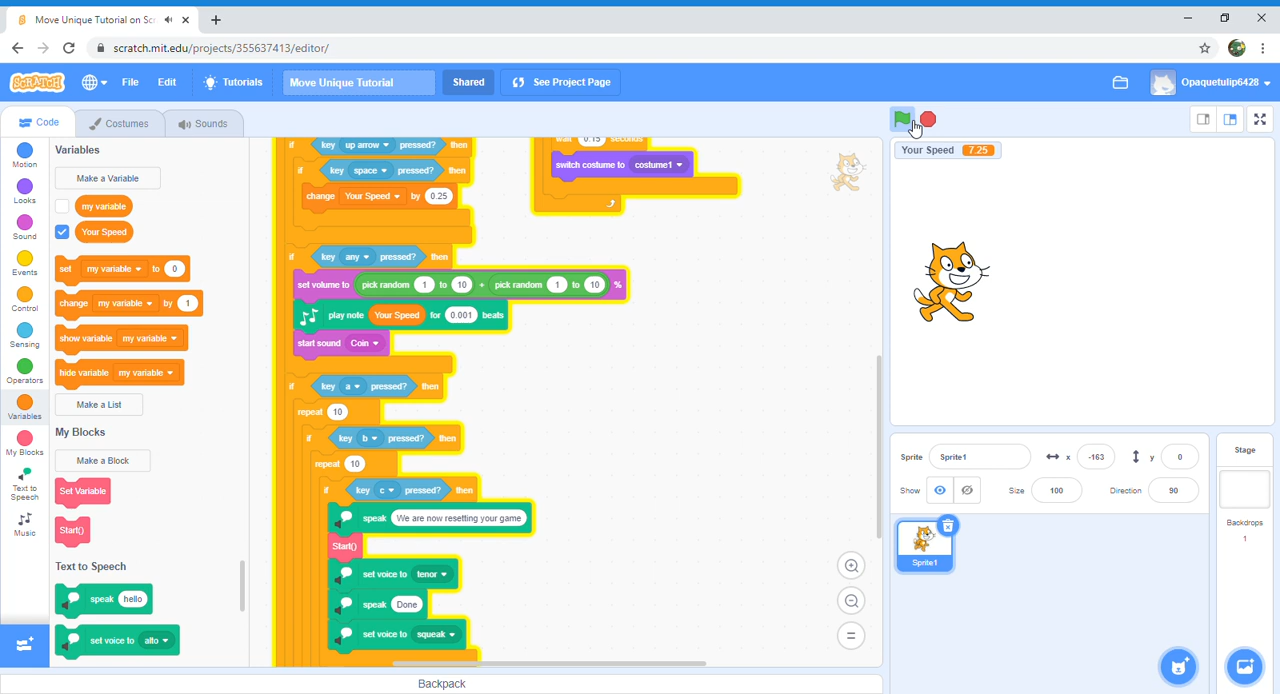 Move Unique Tutorial on Scr
scratch.mit.edu/projects/355637413/editor/
SCRATCH File Edit Tutorials Move Unique Tutorial Shared See Project Page Opaquetulip6428
Code Costumes Sounds
Motion
Looks
Sound
Events
Control
Sensing
Operators
Variables
My Blocks
Text to Speech
Music
Variables
Make a Variable
my variable
Your Speed
set my variable to 0
change my variable by 1
show variable my variable
hide variable my variable
Make a List
My Blocks
Make a Block
Set Variable
Start()
Text to Speech
speak hello
set voice to alto
if key up arrow pressed? then
if key space pressed? then
change Your Speed by 0.25
if key any pressed? then
set volume to pick random 1 to 10 + pick random 1 to 10 %
play note Your Speed for 0.001 beats
start sound Coin
if key a pressed? then
repeat 10
if key b pressed? then
repeat 10
if key c pressed? then
speak We are now resetting your game
Start()
set voice to tenor
speak Done
set voice to squeak
wait 0.15 seconds
switch costume to costume1
Backpack
Your Speed 7.25
Sprite Sprite1 x -163 y 0
Show Size 100 Direction 90
Sprite1
Stage
Backdrops
1